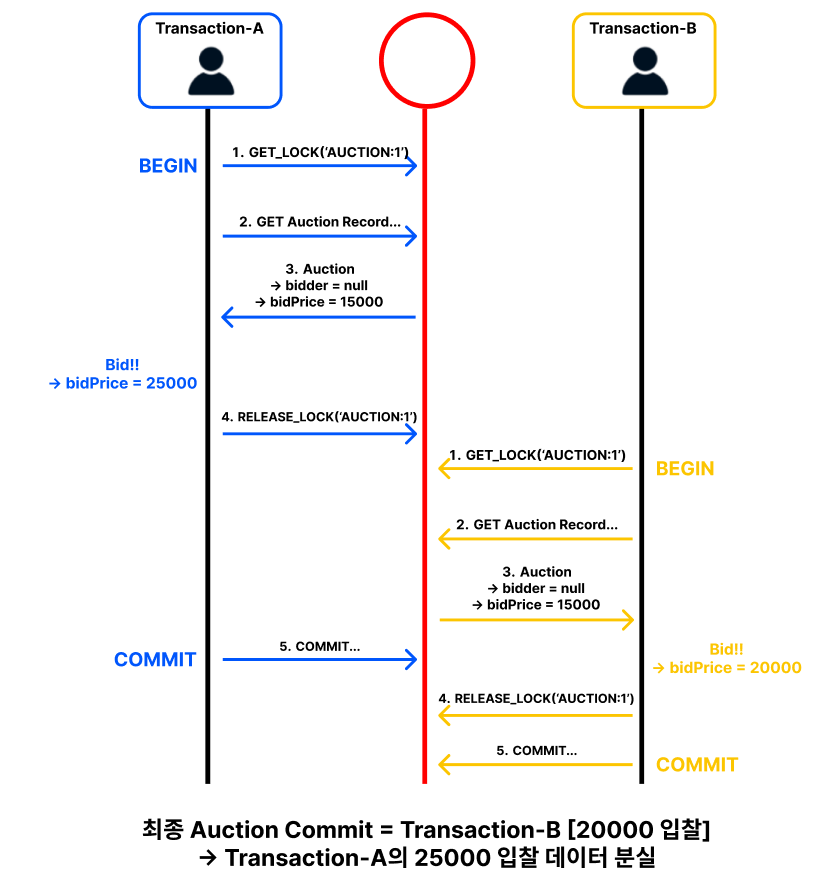 Transaction-A
Transaction-B
BEGIN
1. GET_LOCK(‘AUCTION:1’)
2. GET Auction Record...
3. Auction
→ bidder = null
→ bidPrice = 15000
Bid!!
→ bidPrice = 25000
4. RELEASE_LOCK(‘AUCTION:1’)
1. GET_LOCK(‘AUCTION:1’)
BEGIN
2. GET Auction Record...
3. Auction
→ bidder = null
→ bidPrice = 15000
COMMIT
5. COMMIT...
Bid!!
→ bidPrice = 20000
4. RELEASE_LOCK(‘AUCTION:1’)
5. COMMIT...
COMMIT
최종 Auction Commit = Transaction-B [20000 입찰]
→ Transaction-A의 25000 입찰 데이터 분실